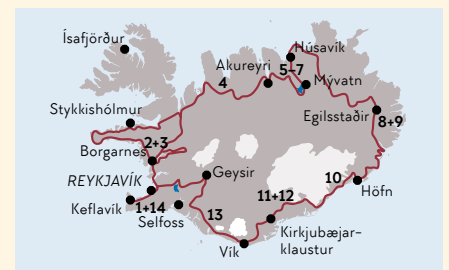 Ísafjörður
Húsavík
Akureyri
5–7
4
Mývatn
Stykkishólmur
Egilsstaðir
8+9
2+3
Borgarnes
REYKJAVÍK
Geysir
10
Höfn
11+12
Keflavík
1+14
13
Selfoss
Kirkjubæjar-
klaustur
Vík